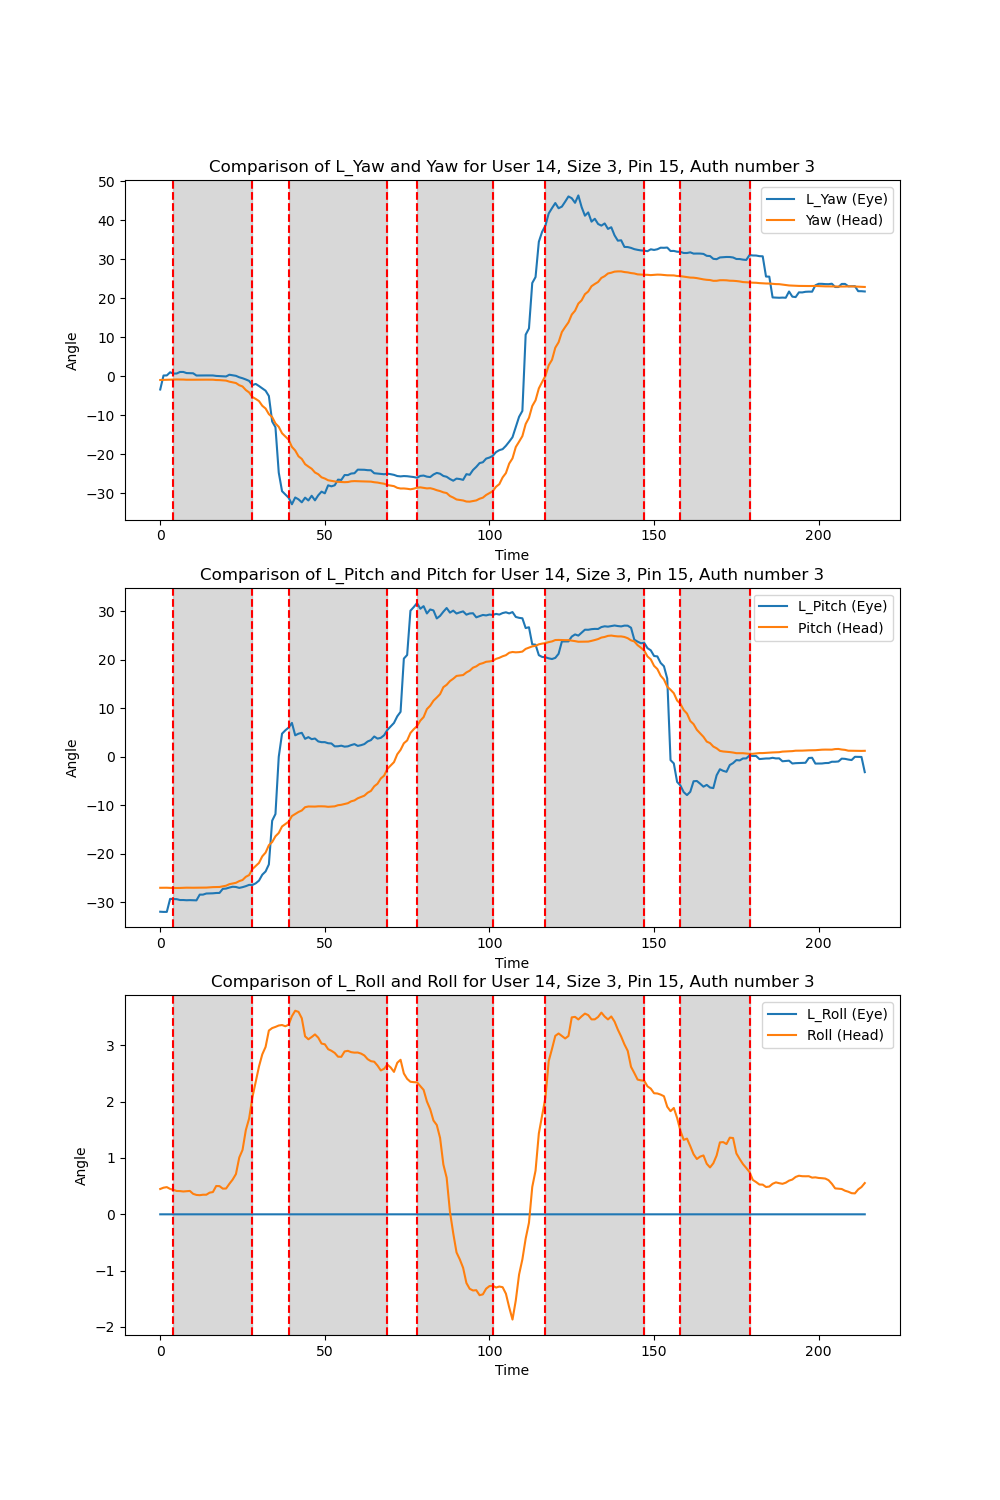 Comparison of L_Yaw and Yaw for User 14, Size 3, Pin 15, Auth number 3
50
40
30
20
10
0
−10
−20
−30
Angle
L_Yaw (Eye)
Yaw (Head)
0 50 100 150 200
Time
Comparison of L_Pitch and Pitch for User 14, Size 3, Pin 15, Auth number 3
30
20
10
0
−10
−20
−30
Angle
L_Pitch (Eye)
Pitch (Head)
0 50 100 150 200
Time
Comparison of L_Roll and Roll for User 14, Size 3, Pin 15, Auth number 3
3
2
1
0
−1
−2
Angle
L_Roll (Eye)
Roll (Head)
0 50 100 150 200
Time